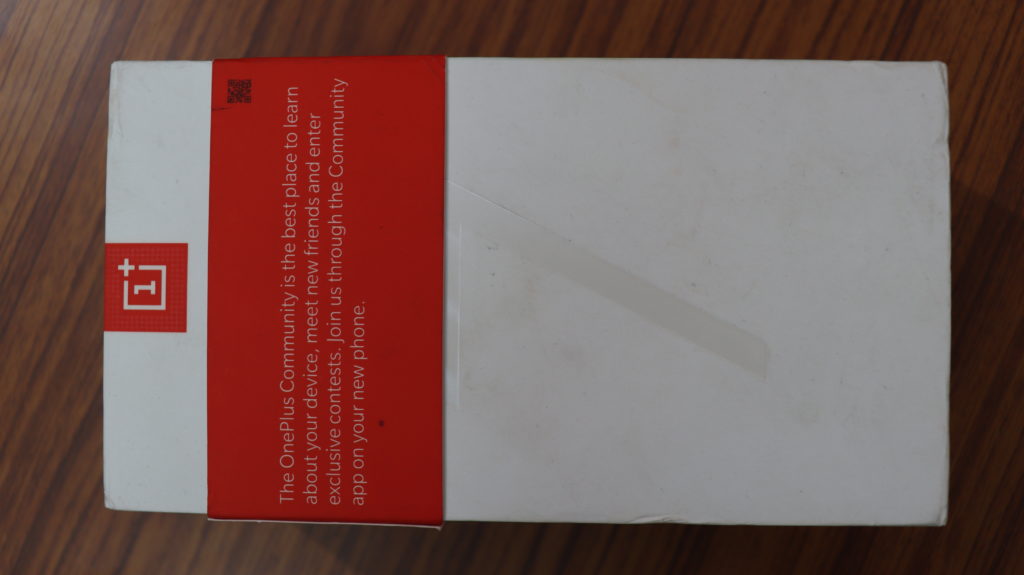 1+
The OnePlus Community is the best place to learn
about your device, meet new friends and enter
exclusive contests. Join us through the Community
app on your new phone.